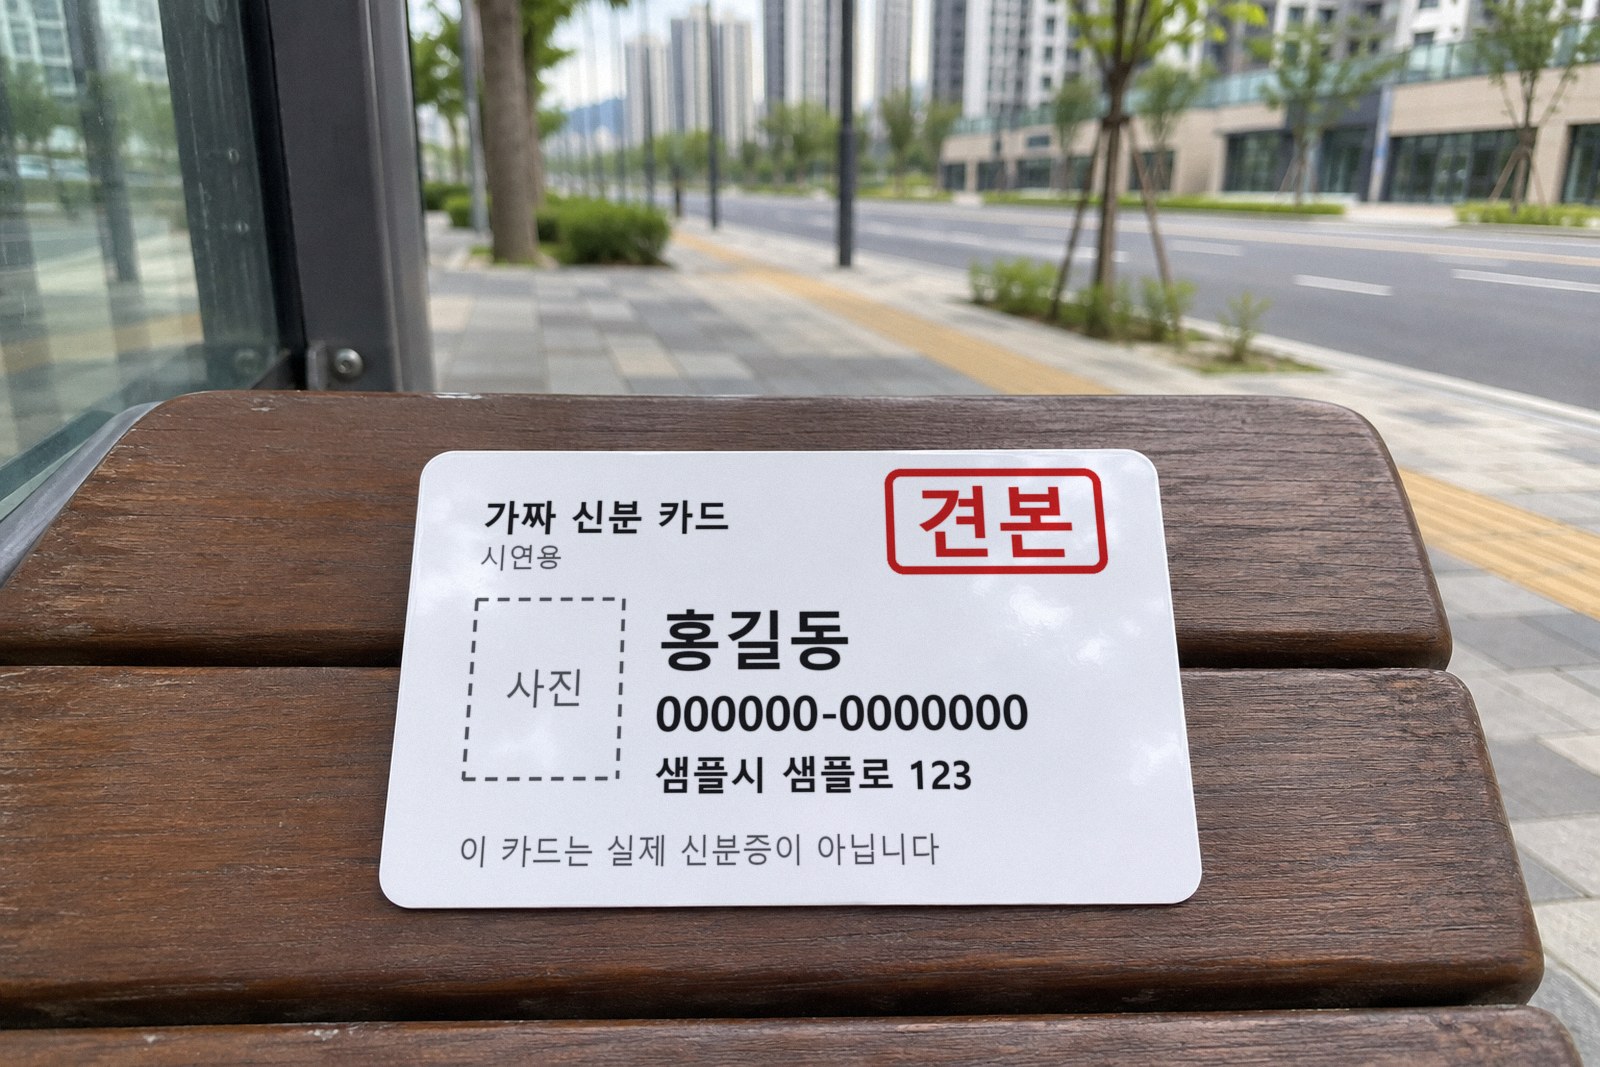 가짜 신분 카드
견본
시연용
사진
홍길동
000000-0000000
샘플시 샘플로 123
이 카드는 실제 신분증이 아닙니다